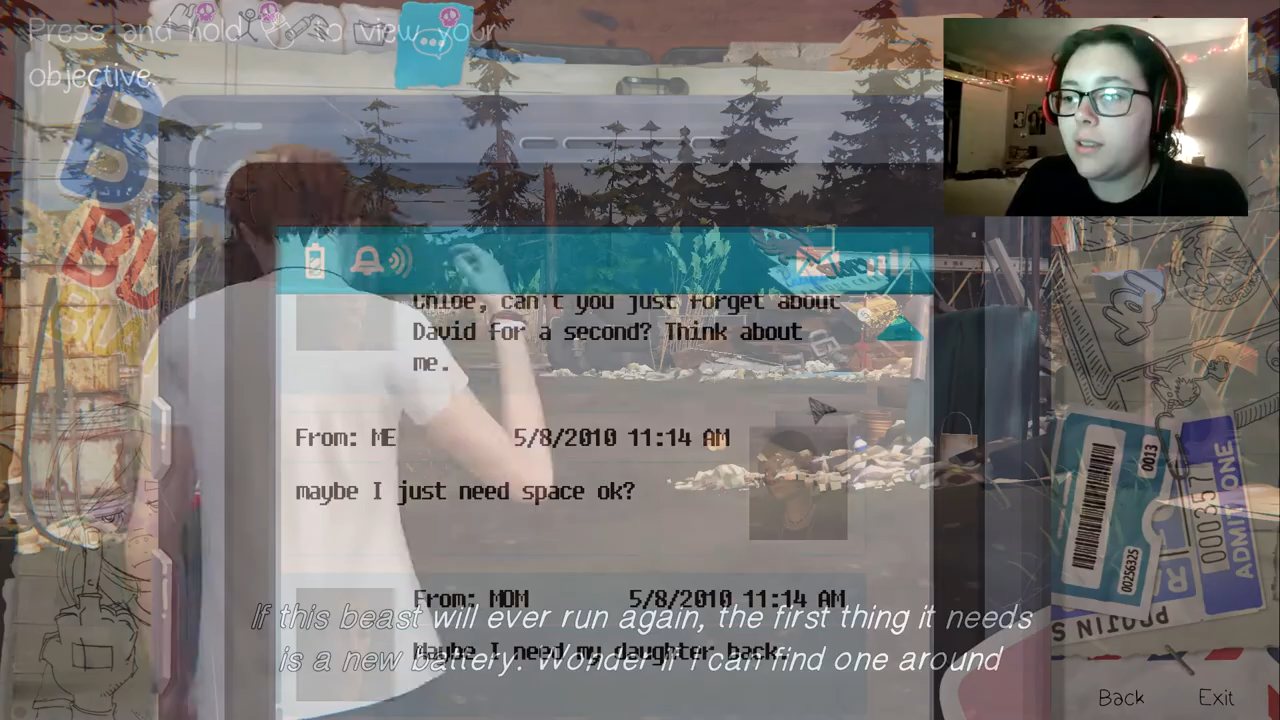 Press and hold to view your
objective.
Chloe, can't you just forget about
David for a second? Think about
me.
From: ME 5/8/2010 11:14 AM
maybe I just need space ok?
From: MOM 5/8/2010 11:14 AM
Maybe I need my daughter back.
If this beast will ever run again, the first thing it needs
is a new battery. Wonder if I can find one around
0013
00256325
000357
ADMIT ONE
Back Exit